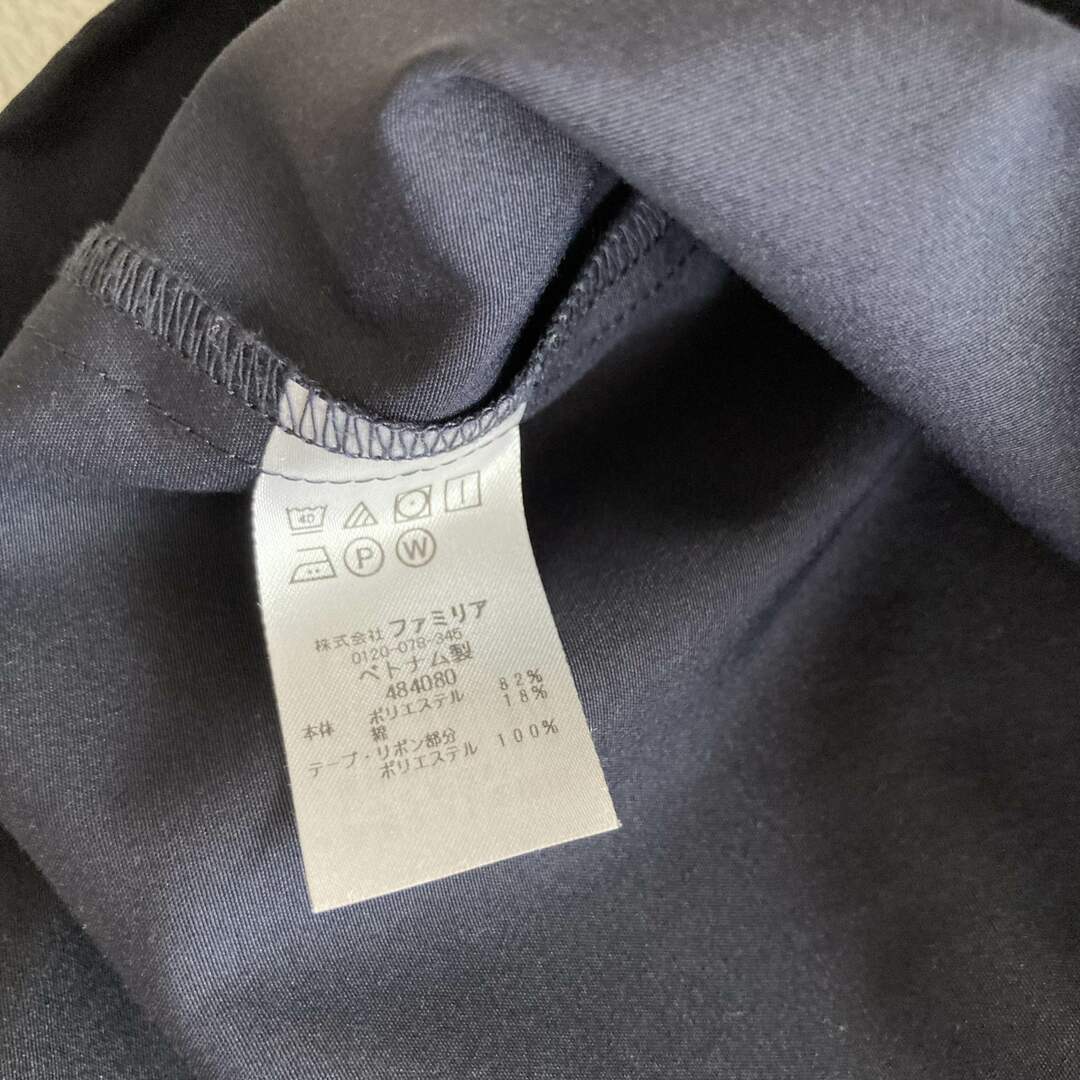 40
P W
株式会社 ファミリア
0120-078-345
ベトナム製
484080
本体 ポリエステル 82%
綿 18%
テープ・リボン部分
ポリエステル 100%